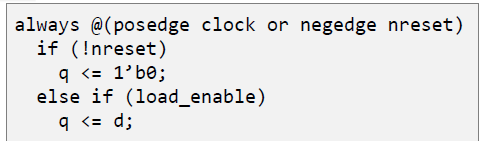 always @(posedge clock or negedge nreset)
if (!nreset)
q <= 1’b0;
else if (load_enable)
q <= d;